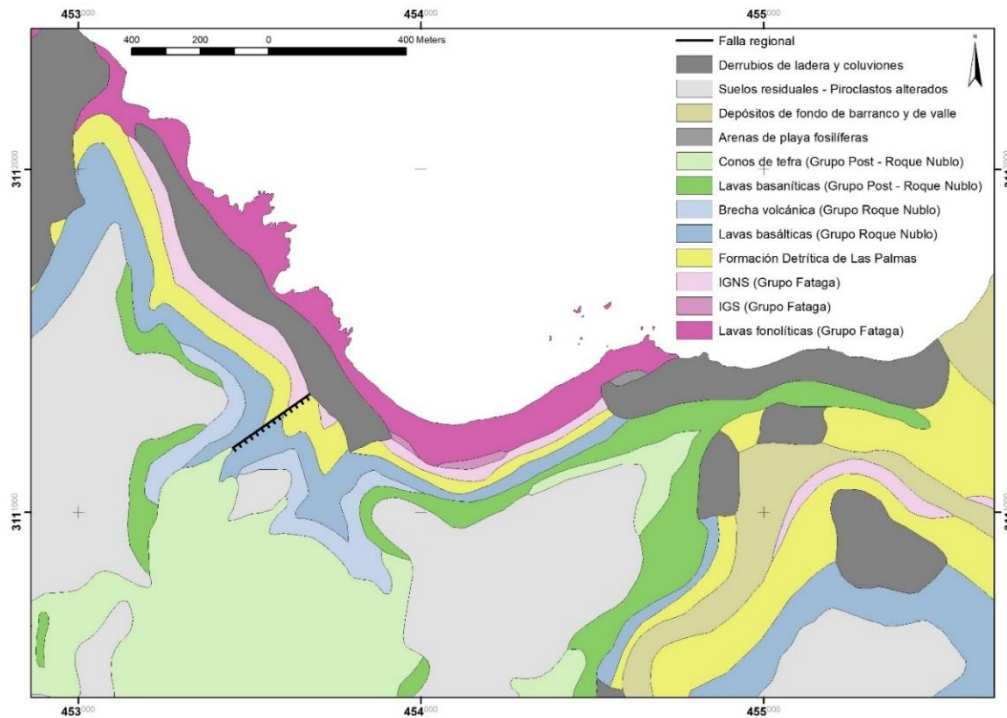 453000
454000
455000
400 200 0 400 Meters
N
Falla regional
Derrubios de ladera y coluviones
Suelos residuales - Piroclastos alterados
Depósitos de fondo de barranco y de valle
Arenas de playa fosilíferas
Conos de tefra (Grupo Post - Roque Nublo)
Lavas basaníticas (Grupo Post - Roque Nublo)
Brecha volcánica (Grupo Roque Nublo)
Lavas basálticas (Grupo Roque Nublo)
Formación Detrítica de Las Palmas
IGNS (Grupo Fataga)
IGS (Grupo Fataga)
Lavas fonolíticas (Grupo Fataga)
3112000
3111000
453000
454000
455000